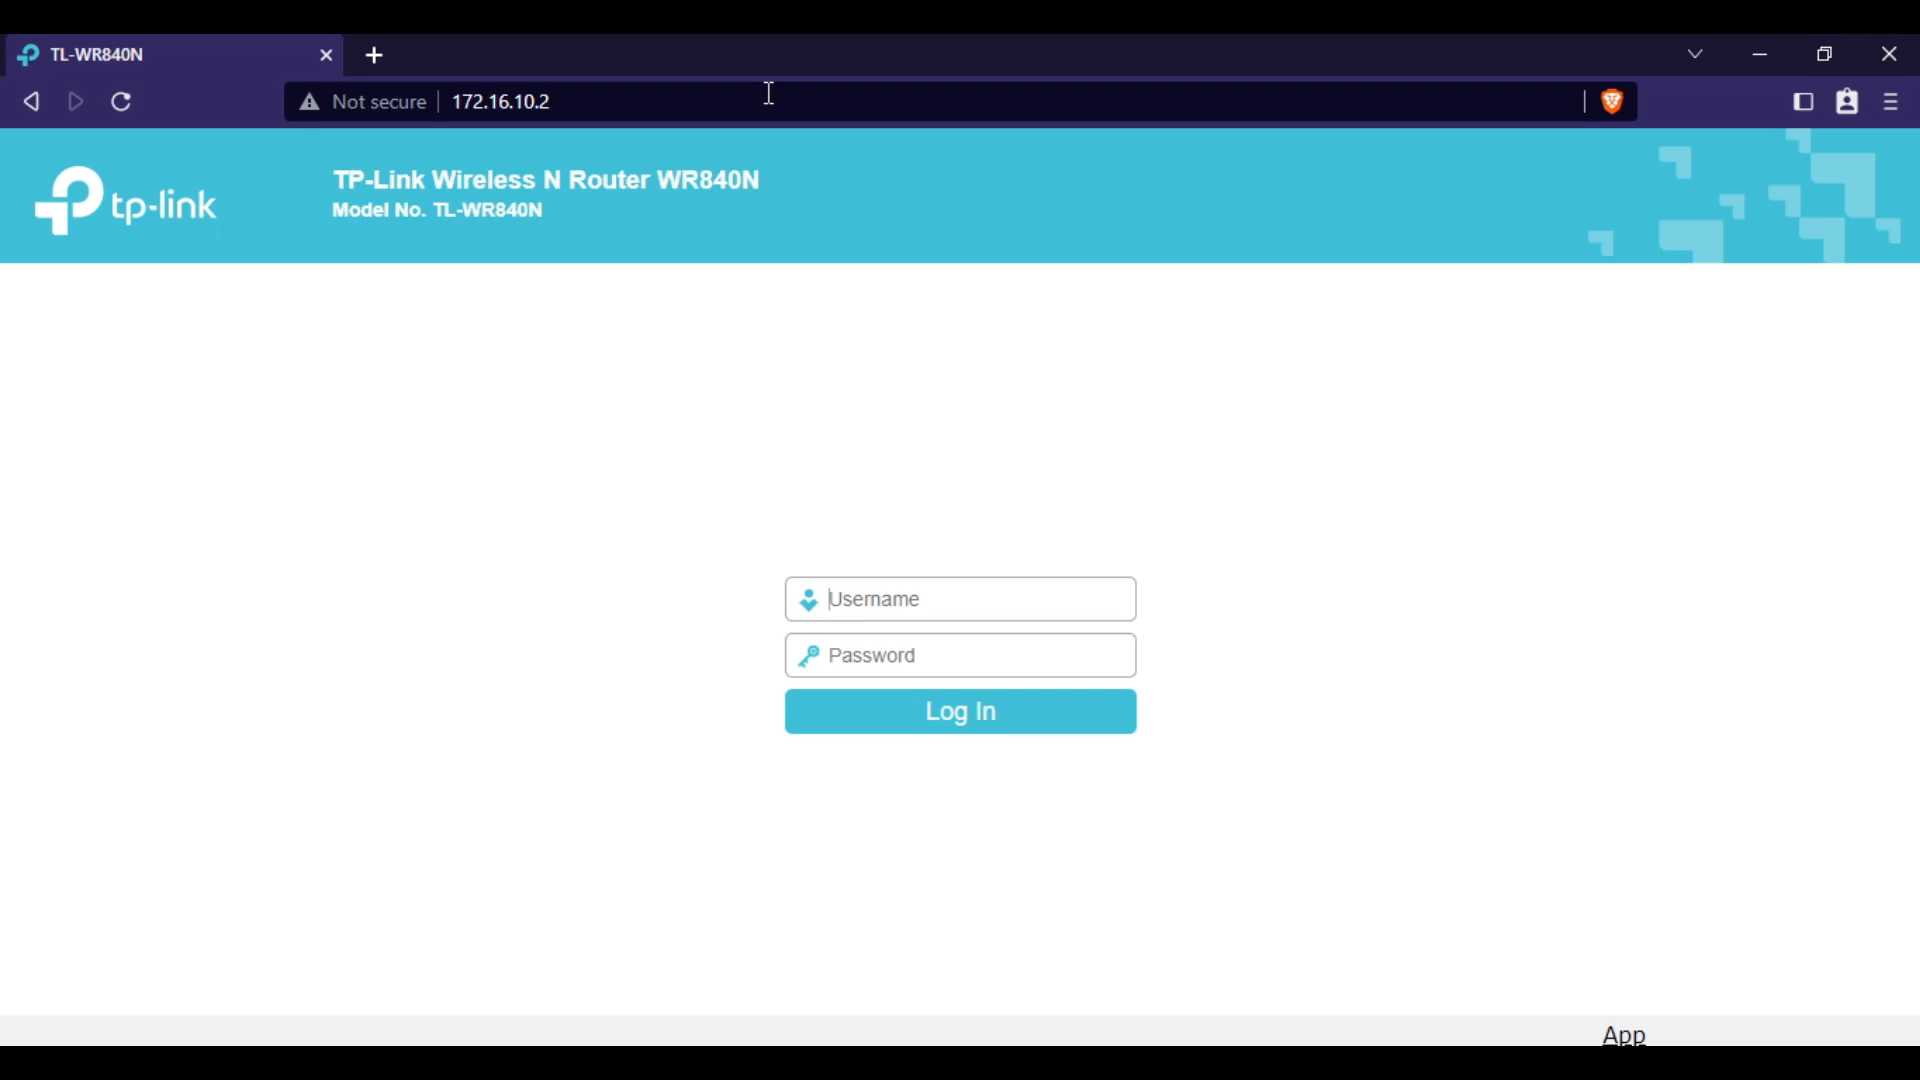 TL-WR840N
Not secure
172.16.10.2
tp-link
TP-Link Wireless N Router WR840N
Model No. TL-WR840N
Username
Password
Log In
App